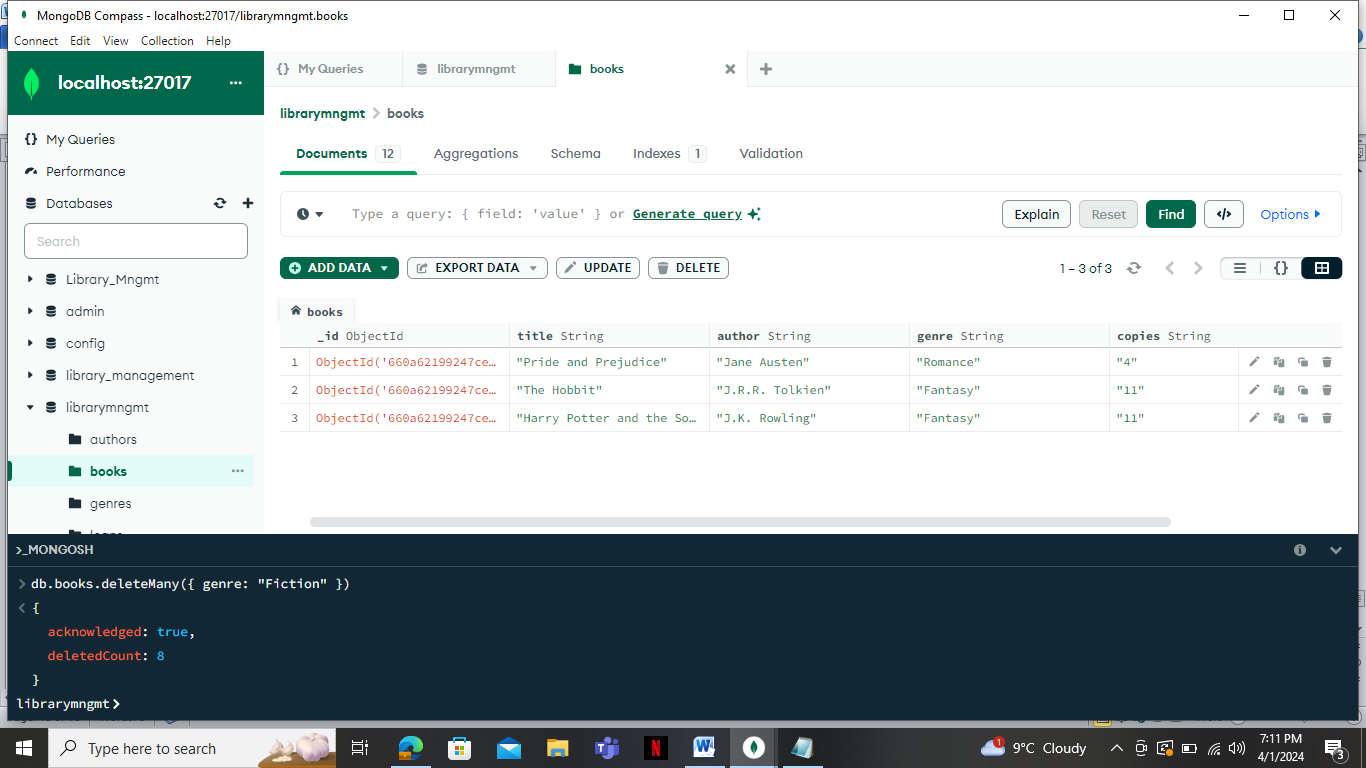 MongoDB Compass - localhost:27017/librarymngmt.books
Connect Edit View Collection Help
localhost:27017 ...
{} My Queries
librarymngmt
books
librarymngmt > books
My Queries
Performance
Databases
Search
Library_Mngmt
admin
config
library_management
librarymngmt
authors
books ...
genres
Documents 12 Aggregations Schema Indexes 1 Validation
Type a query: { field: 'value' } or Generate query
Explain Reset Find </> Options
ADD DATA EXPORT DATA UPDATE DELETE
1 – 3 of 3
{}
books
_id ObjectId title String author String genre String copies String
1 ObjectId('660a62199247ce… "Pride and Prejudice" "Jane Austen" "Romance" "4"
2 ObjectId('660a62199247ce… "The Hobbit" "J.R.R. Tolkien" "Fantasy" "11"
3 ObjectId('660a62199247ce… "Harry Potter and the So… "J.K. Rowling" "Fantasy" "11"
>_MONGOSH
> db.books.deleteMany({ genre: "Fiction" })
< {
acknowledged: true,
deletedCount: 8
}
librarymngmt>
Type here to search
1
9°C Cloudy
7:11 PM
4/1/2024
3